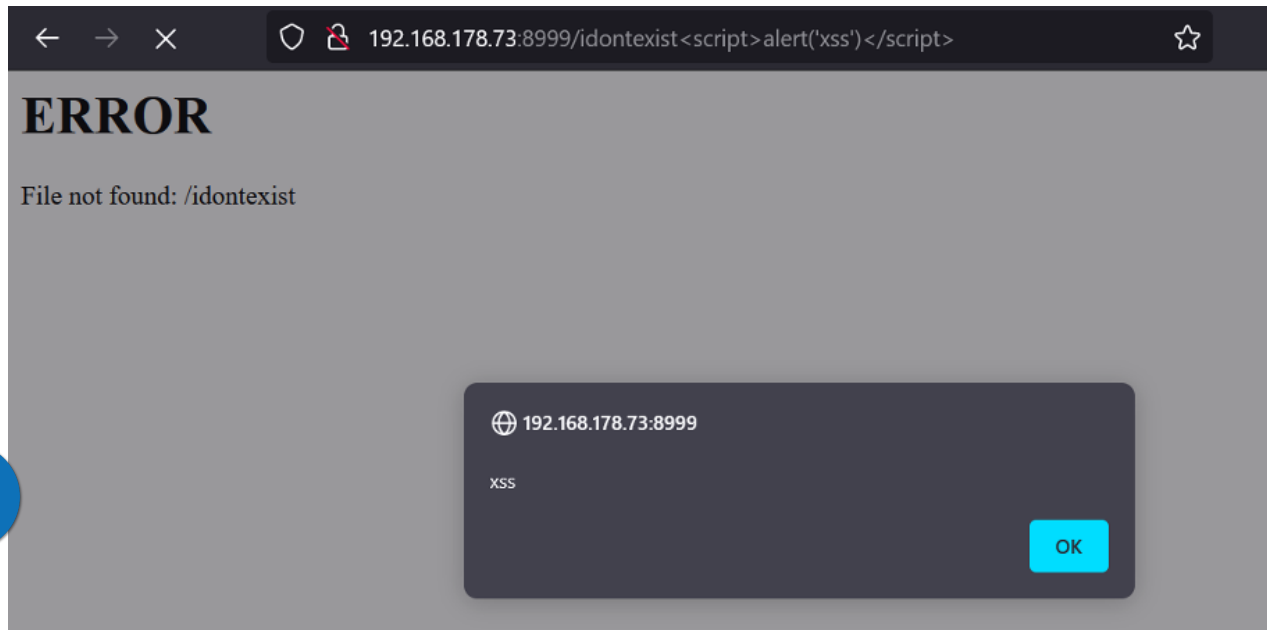 192.168.178.73:8999/idontexist<script>alert('xss')</script>
ERROR
File not found: /idontexist
192.168.178.73:8999
xss
OK